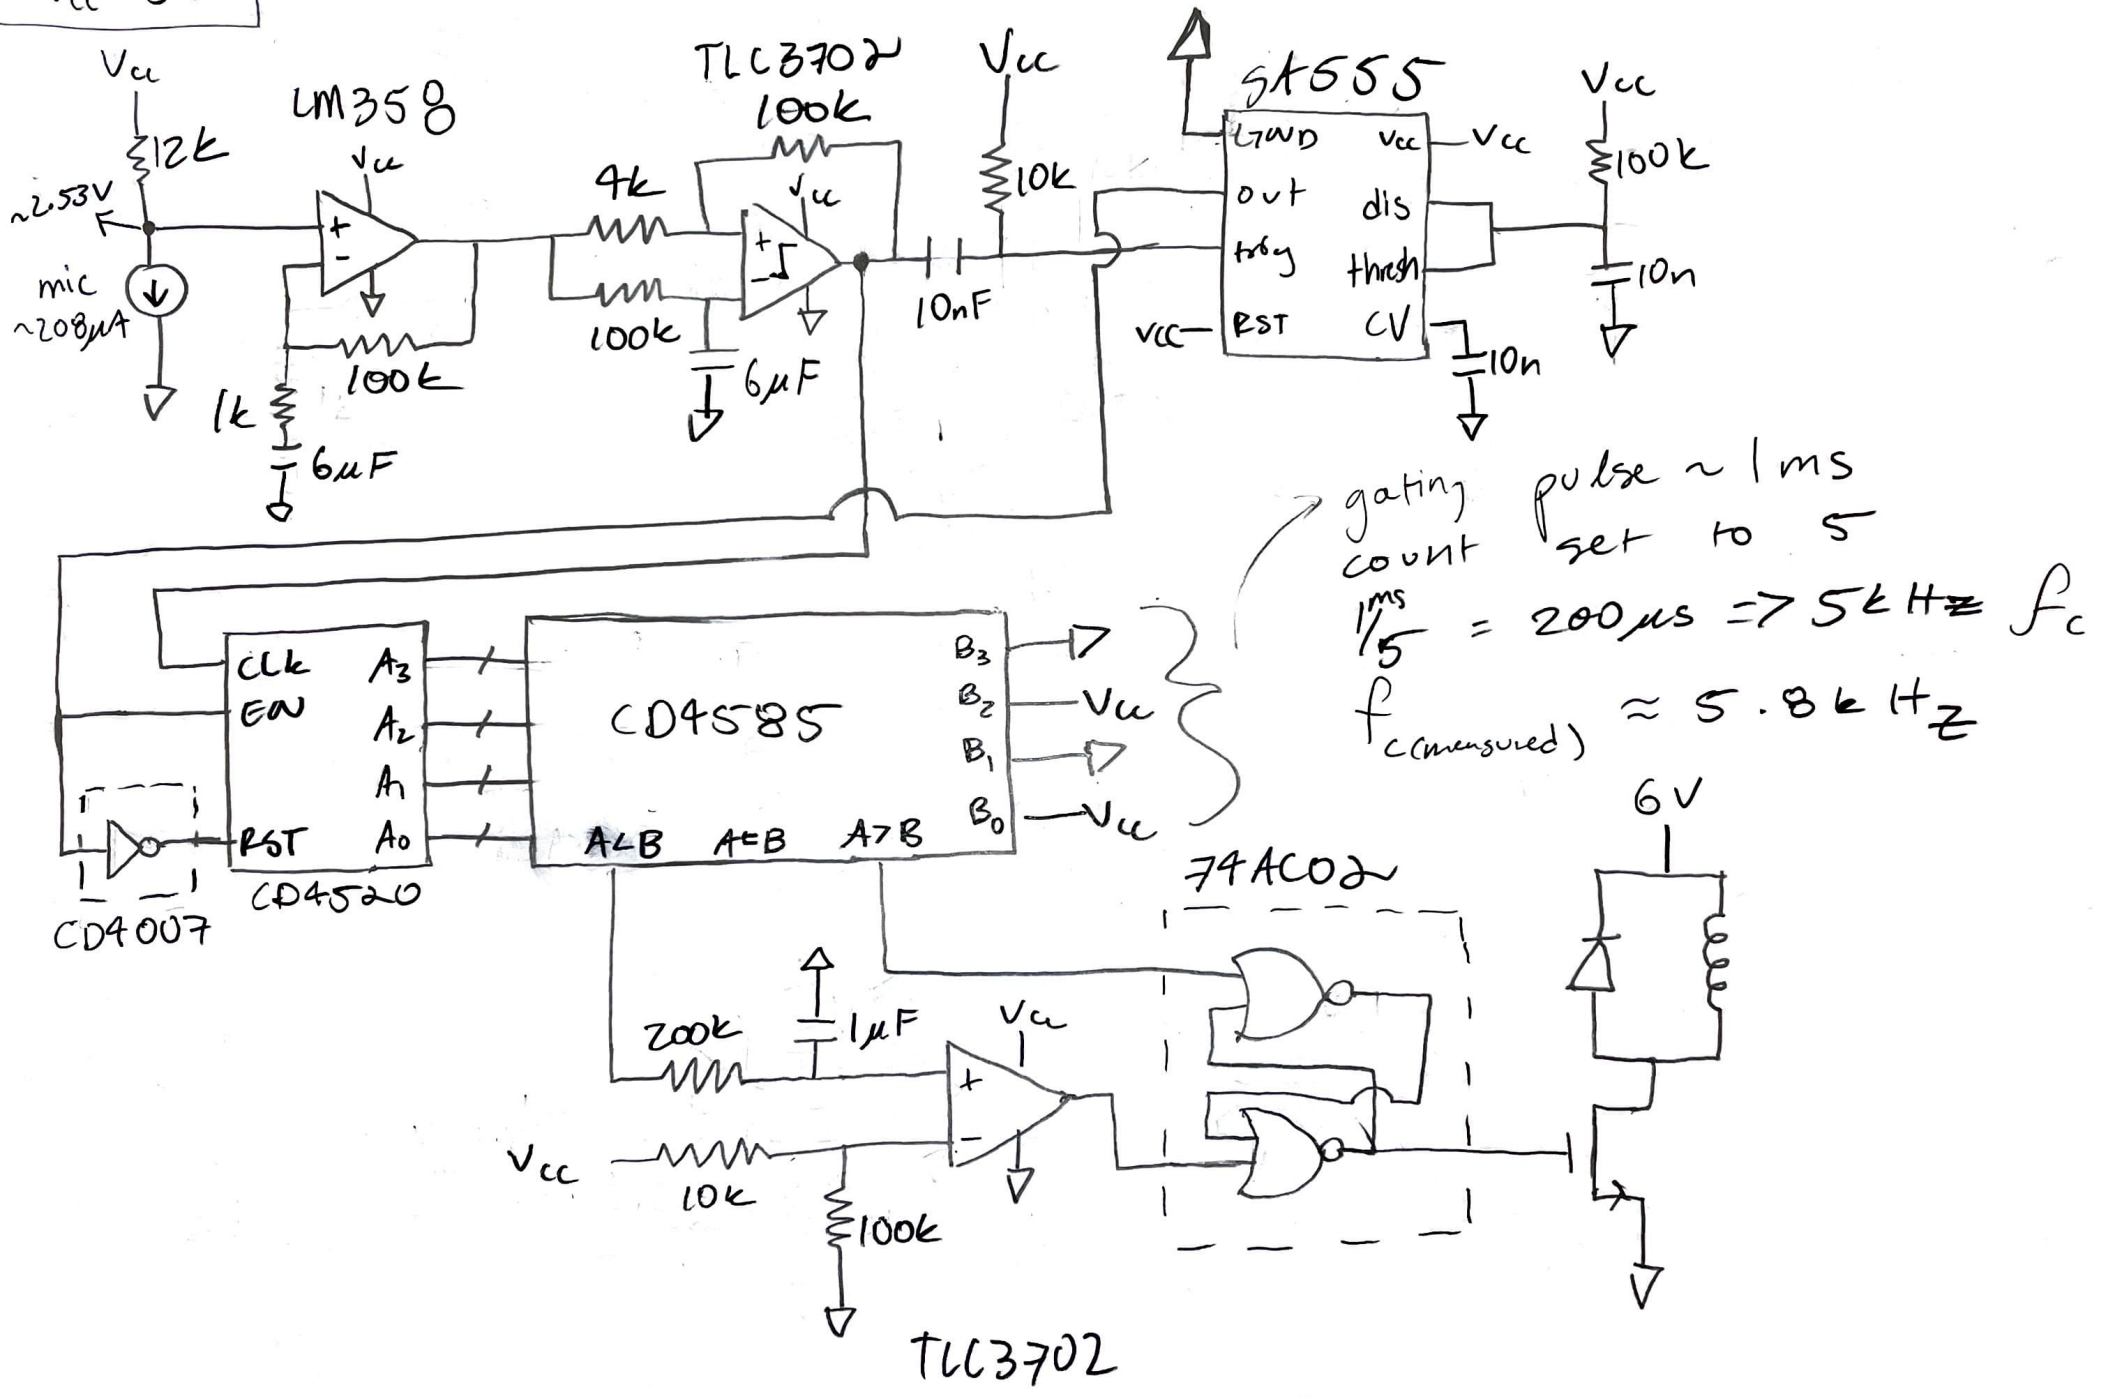 Vcc
12k
~2.53V
mic
~208μA
LM358
Vcc
+
-
100k
1k
6μF
4k
100k
6μF
TLC3702
100k
Vcc
+
-
10nF
Vcc
10k
SA555
GND
out
trig
RST
Vcc
dis
thresh
CV
Vcc
Vcc
Vcc
100k
10n
10n
gating pulse ~ 1ms
count set to 5
1ms/5 = 200μs => 5kHz fc
fc(measured) ≈ 5.8kHz
CLK
EN
RST
A3
A2
A1
A0
CD4520
CD4007
CD4585
B3
B2
B1
B0
Vcc
Vcc
A<B A=B A>B
200k
1μF
Vcc
10k
100k
Vcc
+
-
TLC3702
74AC02
6V